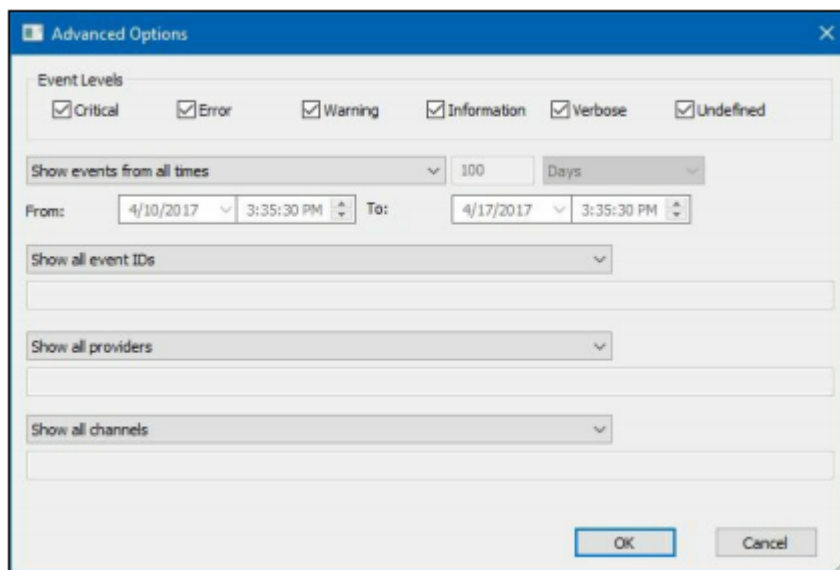 Advanced Options
Event Levels
Critical Error Warning Information Verbose Undefined
Show events from all times 100 Days
From: 4/10/2017 3:35:30 PM To: 4/17/2017 3:35:30 PM
Show all event IDs
Show all providers
Show all channels
OK Cancel